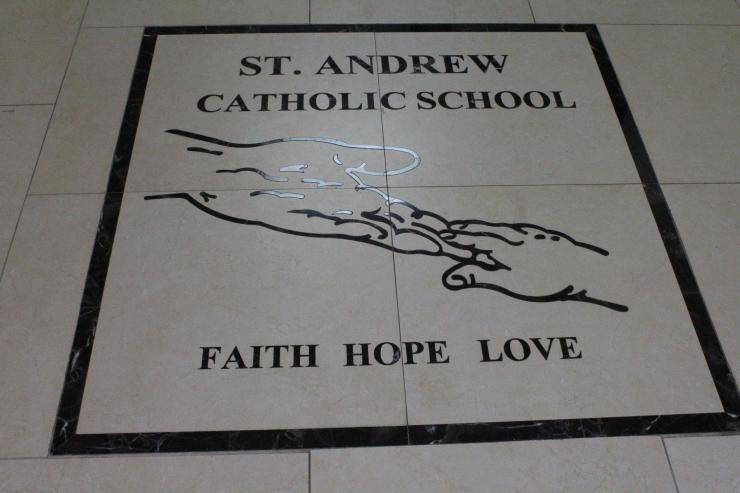 ST. ANDREW
CATHOLIC SCHOOL
FAITH HOPE LOVE